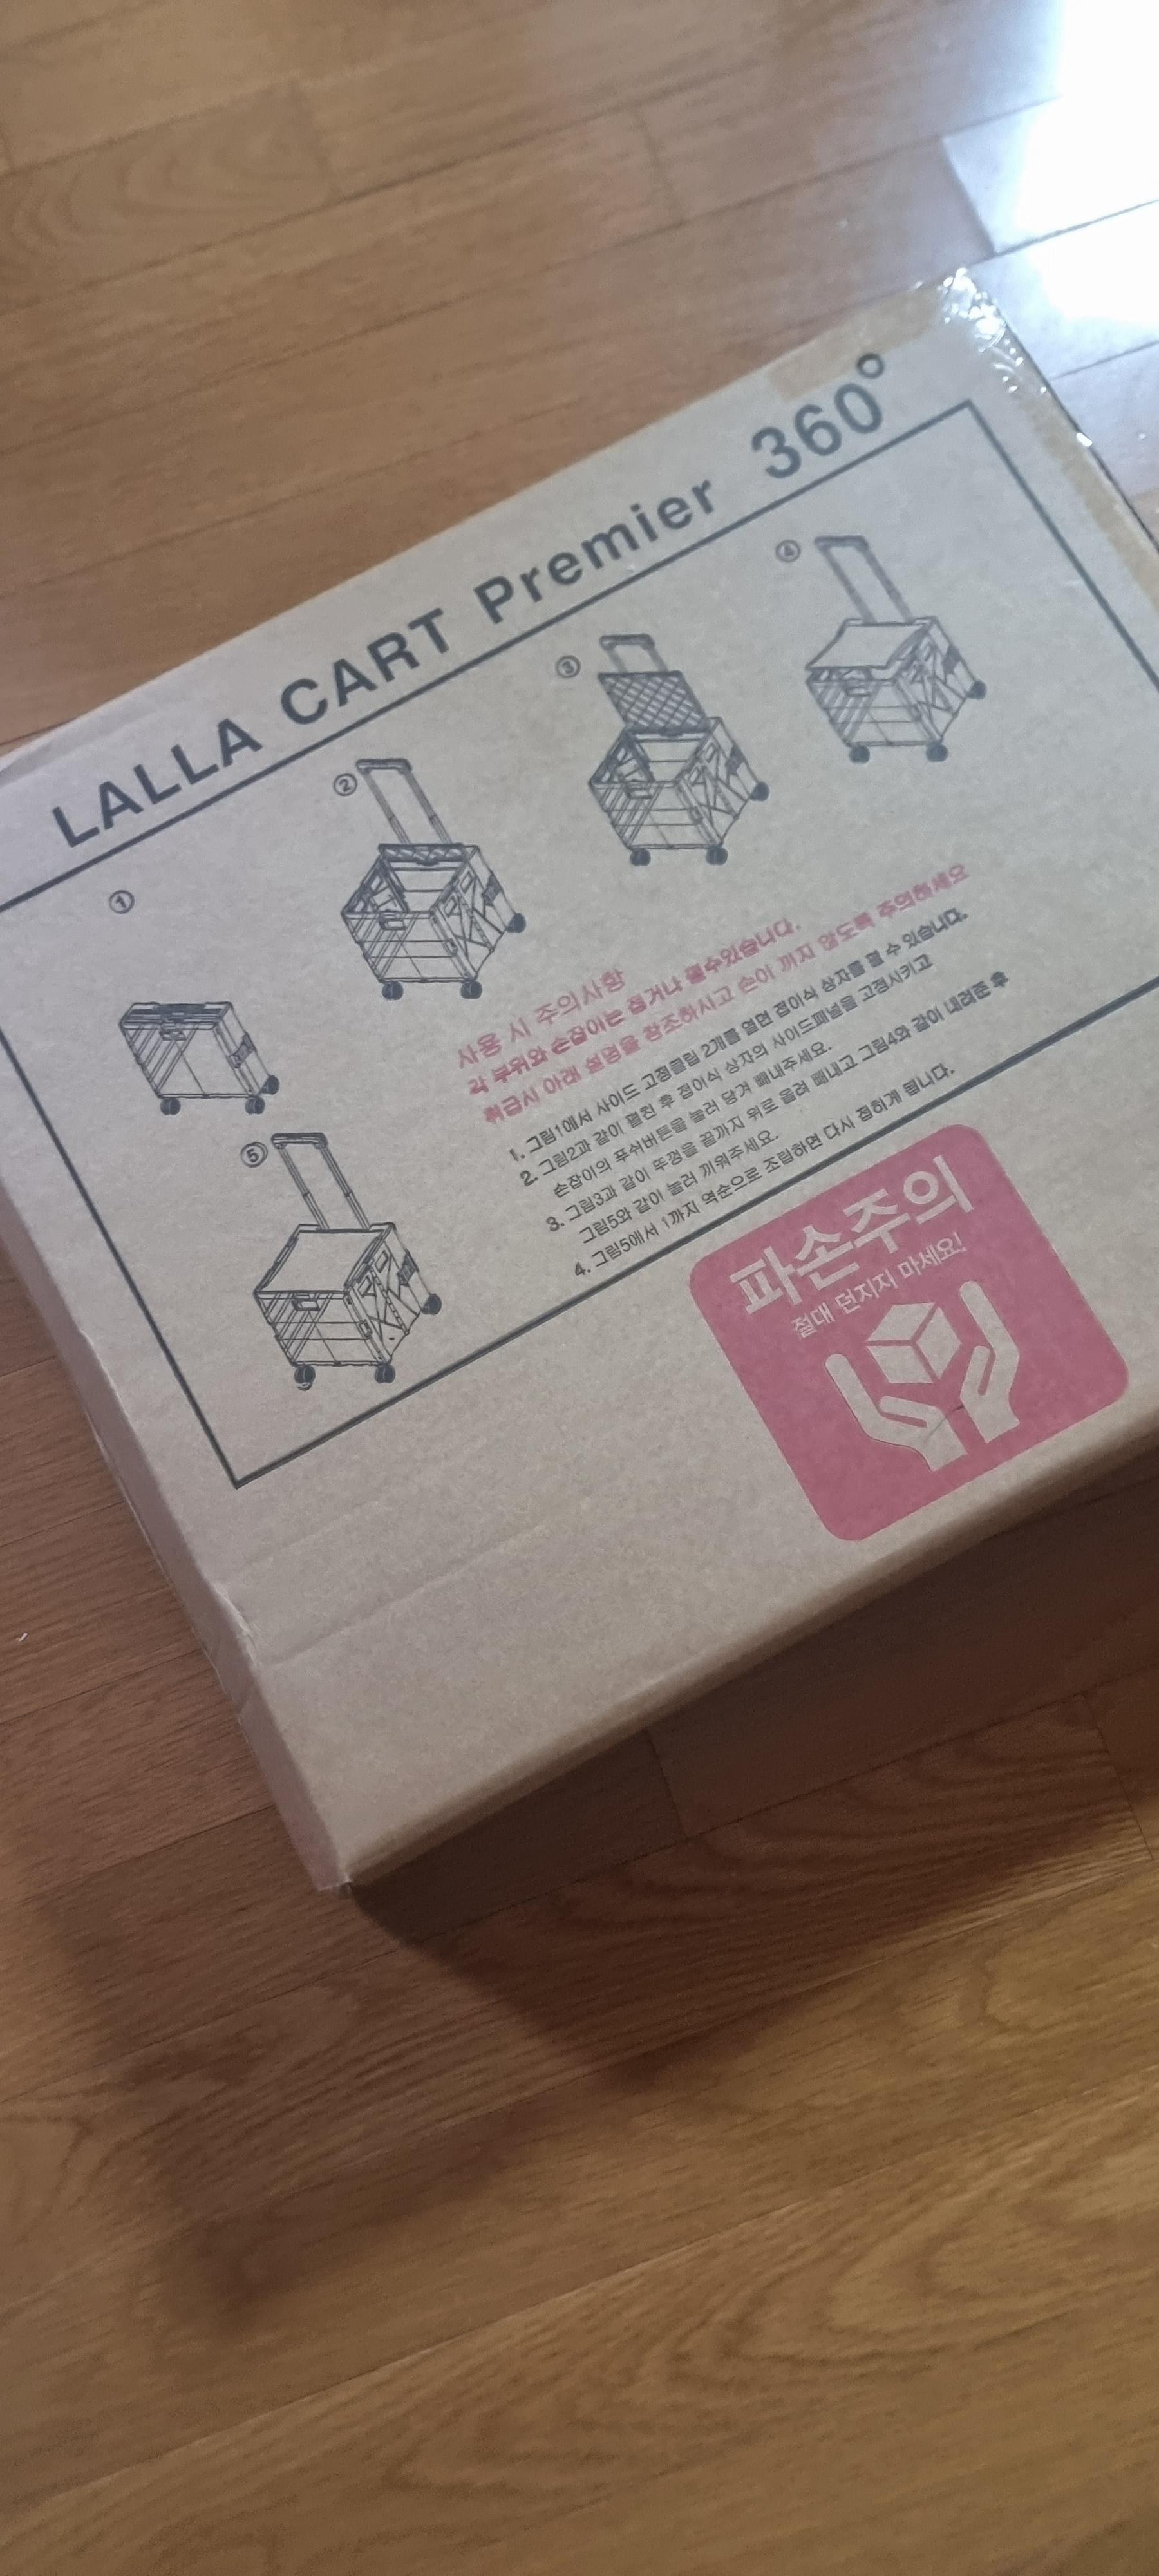 LALLA CART Premier 360°
①
②
③
④
⑤
사용 시 주의사항
각 부위와 손잡이는 접거나 펼수있습니다.
취급시 아래 설명을 참조하시고 손이 끼지 않도록 주의하세요
1. 그림1에서 사이드 고정클립 2개를 열면 접이식 상자를 펼 수 있습니다.
2. 그림2과 같이 펼친 후 접이식 상자의 사이드패널을 고정시키고
손잡이의 푸쉬버튼을 눌러 당겨 빼내주세요.
3. 그림3과 같이 뚜껑을 끝까지 위로 올려 빼내고 그림4와 같이 내려준 후
그림5와 같이 눌러 끼워주세요.
4. 그림5에서 1까지 역순으로 조립하면 다시 접히게 됩니다.
파손주의
절대 던지지 마세요!